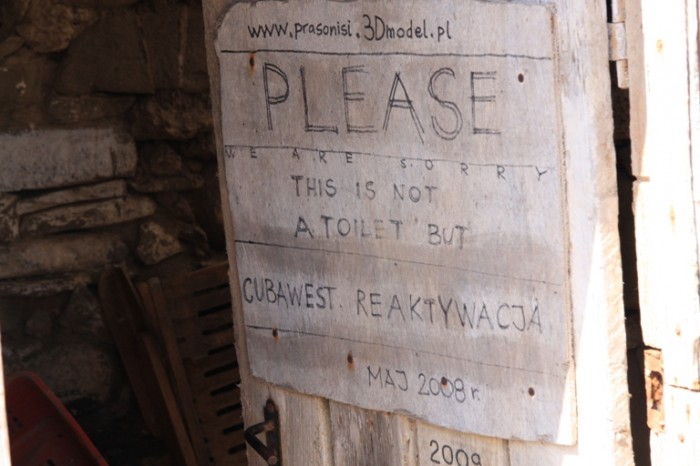 www.prasonisi.3Dmodel.pl
PLEASE
WE ARE SORRY
THIS IS NOT
A TOILET BUT
CUBAWEST. REAKTYWACJA
MAJ 2008 r.
2009